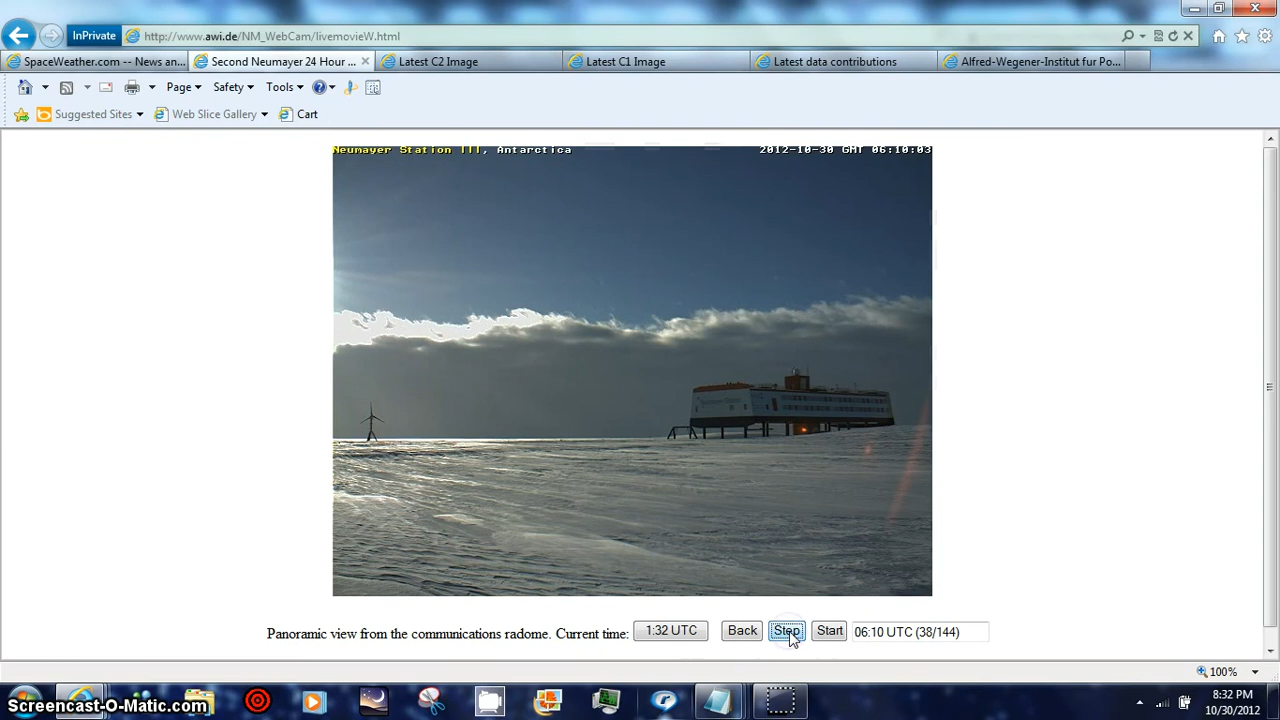 InPrivate
http://www.awi.de/NM_WebCam/livemovieW.html
SpaceWeather.com -- News an...
Second Neumayer 24 Hour ...
Latest C2 Image
Latest C1 Image
Latest data contributions
Alfred-Wegener-Institut fur Po...
Page
Safety
Tools
Suggested Sites
Web Slice Gallery
Cart
Neumayer Station III, Antarctica
2012-10-30 GMT 06:10:03
Panoramic view from the communications radome. Current time: 1:32 UTC Back Step Start 06:10 UTC (38/144)
100%
Screencast-O-Matic.com
8:32 PM
10/30/2012